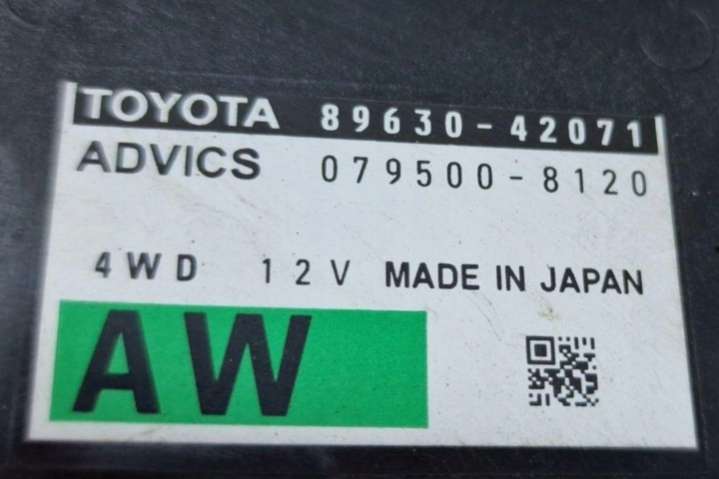 TOYOTA 89630-42071
ADVICS 079500-8120
4WD 12V MADE IN JAPAN
AW